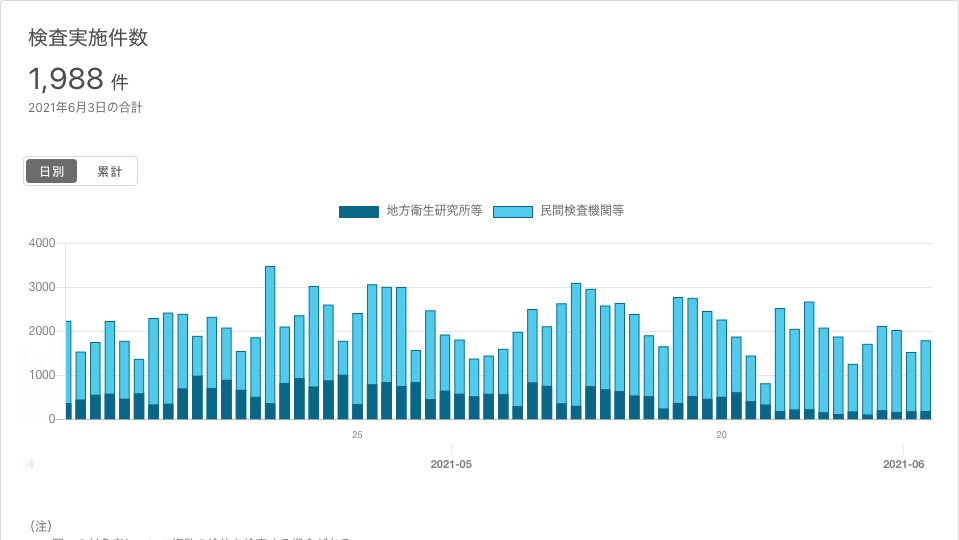 検査実施件数
1,988 件
2021年6月3日の合計
日別 累計
地方衛生研究所等 民間検査機関等
4000
3000
2000
1000
0
25 20
2021-05 2021-06
（注）